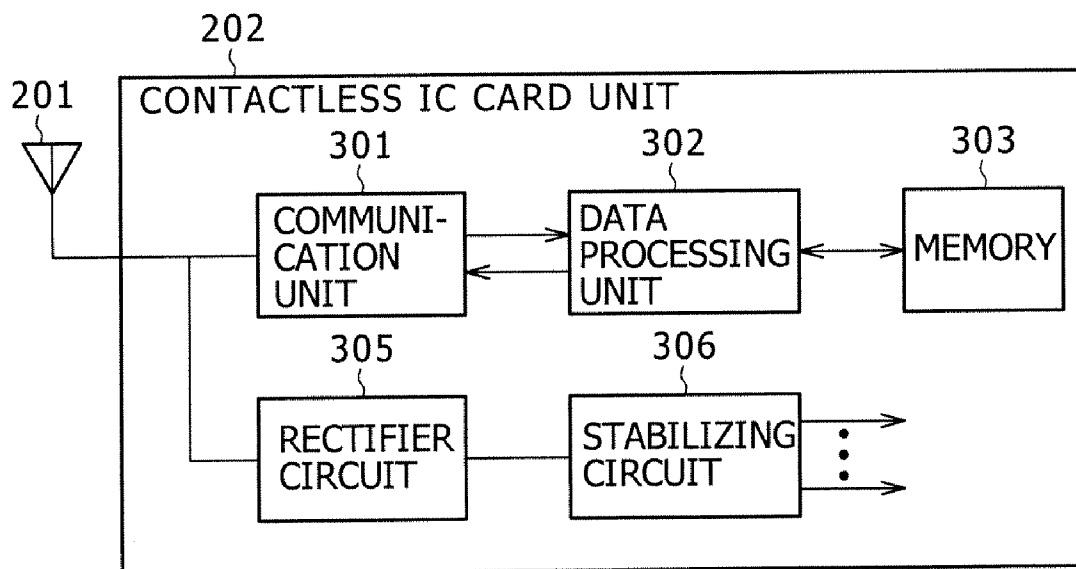 202
201
CONTACTLESS IC CARD UNIT
301
302
303
COMMUNI-
CATION
UNIT
DATA
PROCESSING
UNIT
MEMORY
305
306
RECTIFIER
CIRCUIT
STABILIZING
CIRCUIT